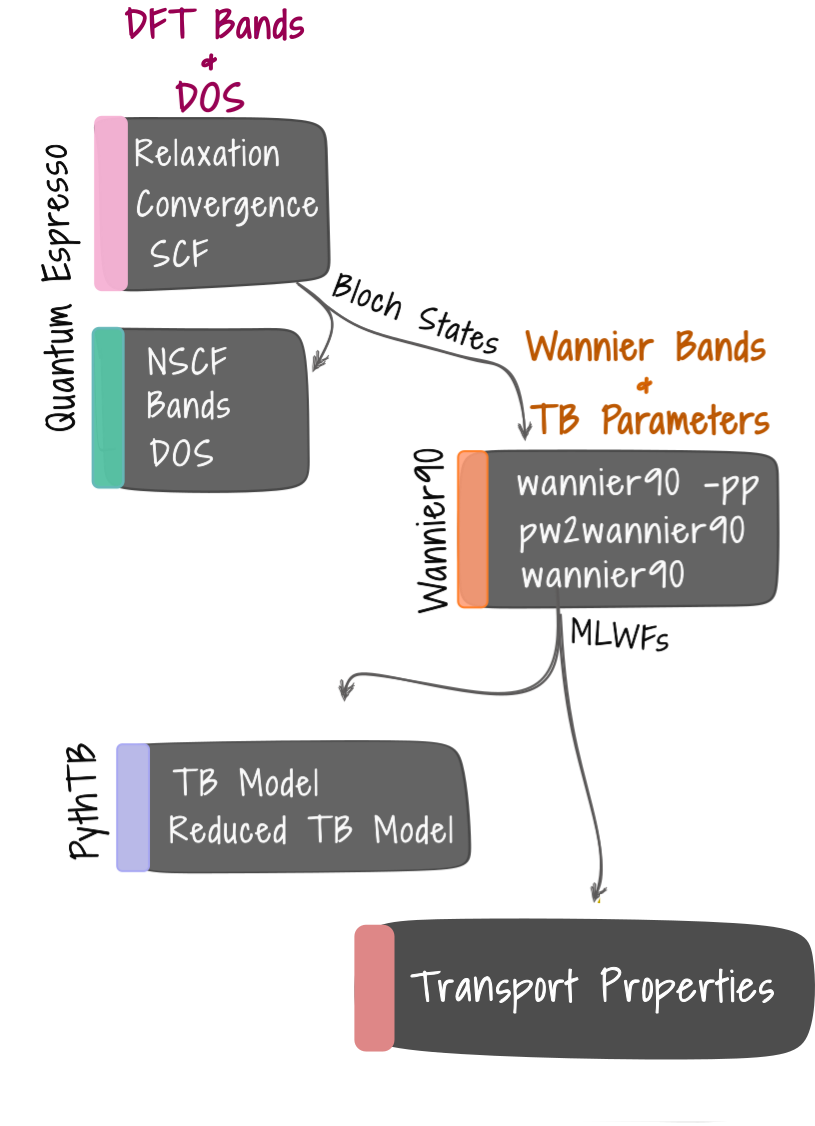 DFT Bands
&
DOS
Quantum Espresso
Relaxation
Convergence
SCF
Bloch States
NSCF
Bands
DOS
Wannier Bands
&
TB Parameters
Wannier90
wannier90 -pp
pw2wannier90
wannier90
MLWFs
PythTB
TB Model
Reduced TB Model
Transport Properties